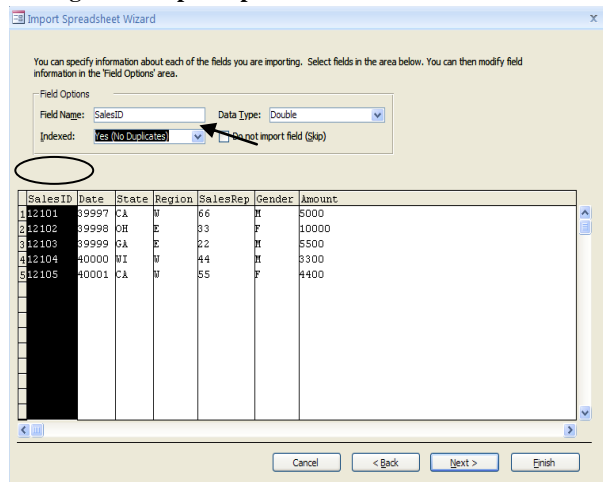 Import Spreadsheet Wizard x
You can specify information about each of the fields you are importing. Select fields in the area below. You can then modify field
information in the 'Field Options' area.
Field Options
Field Name: SalesID Data Type: Double
Indexed: Yes (No Duplicates) Do not import field (Skip)
SalesID Date State Region SalesRep Gender Amount
1 12101 39997 CA W 66 M 5000
2 12102 39998 OH E 33 F 10000
3 12103 39999 GA E 22 M 5500
4 12104 40000 WI W 44 M 3300
5 12105 40001 CA W 55 F 4400
Cancel < Back Next > Finish